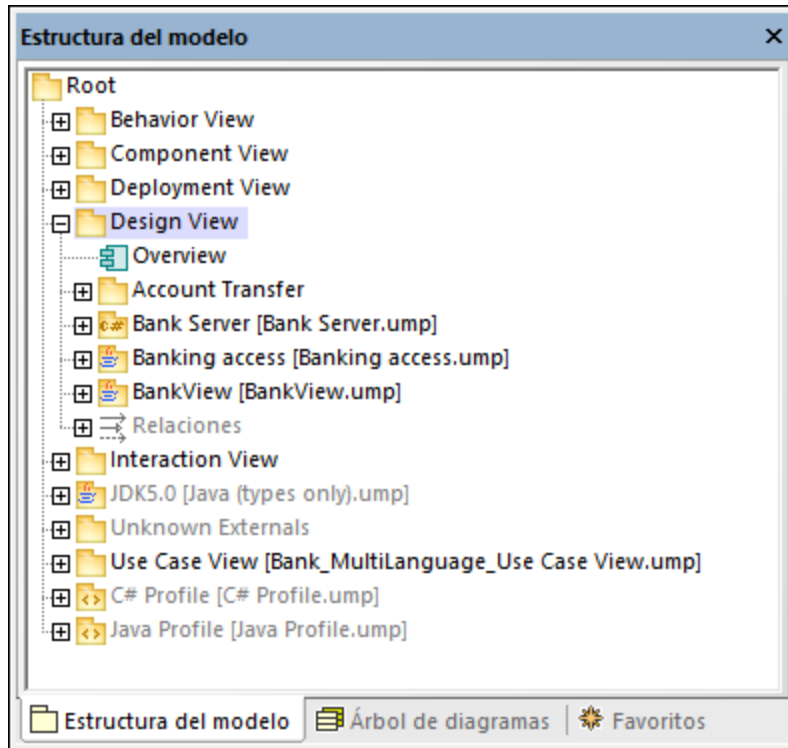 Estructura del modelo
Root
Behavior View
Component View
Deployment View
Design View
Overview
Account Transfer
Bank Server [Bank Server.ump]
Banking access [Banking access.ump]
BankView [BankView.ump]
Relaciones
Interaction View
JDK5.0 [Java (types only).ump]
Unknown Externals
Use Case View [Bank_MultiLanguage_Use Case View.ump]
C# Profile [C# Profile.ump]
Java Profile [Java Profile.ump]
Estructura del modelo Árbol de diagramas Favoritos